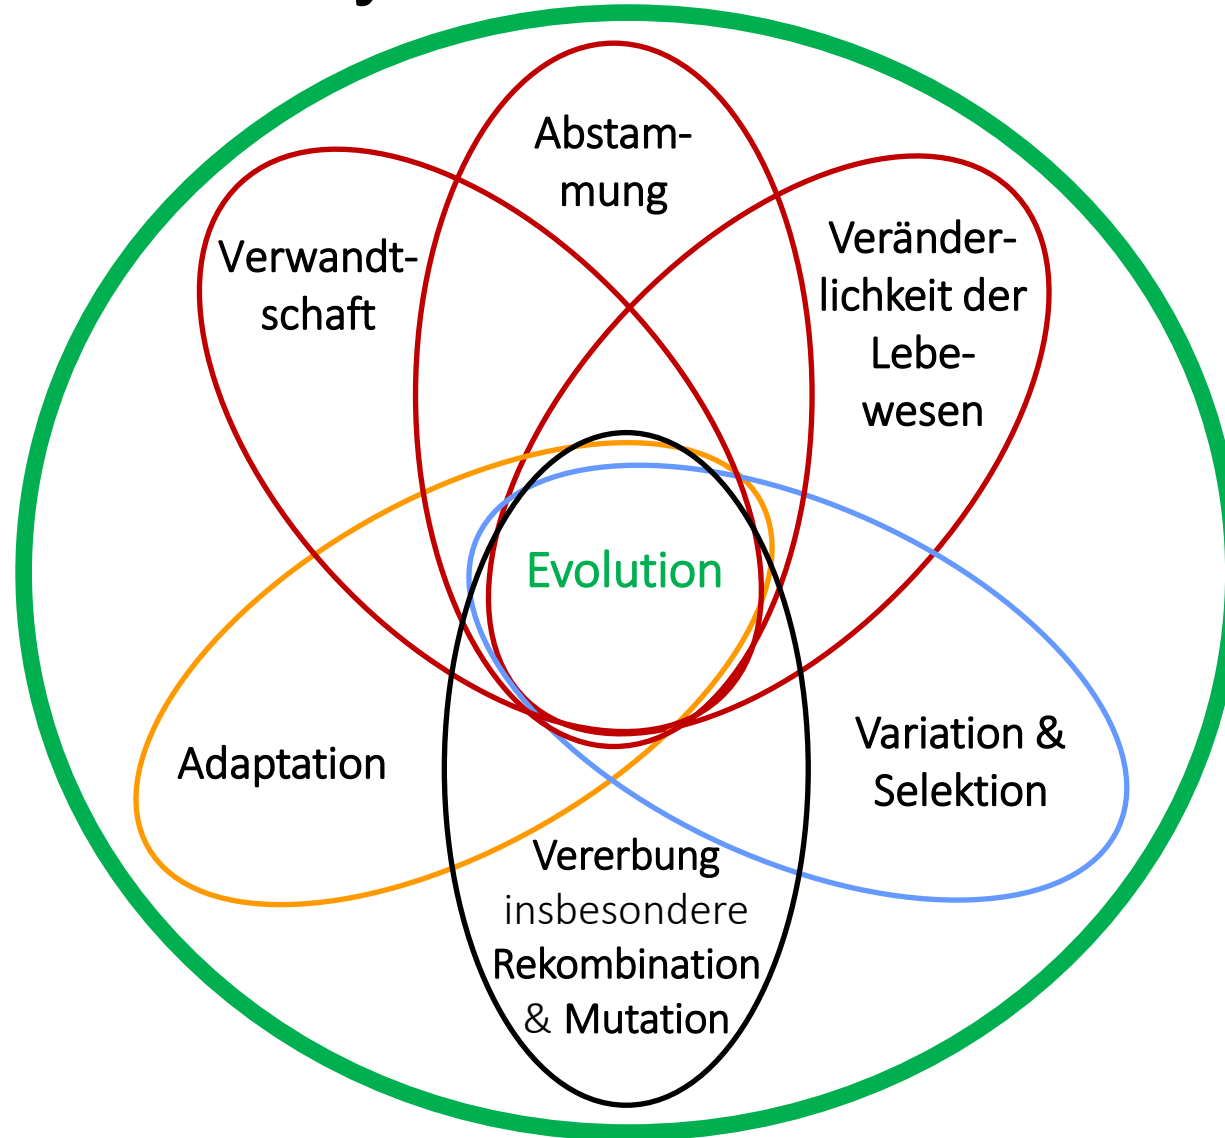 Abstam-
mung
Verwandt-
schaft
Veränder-
lichkeit der
Lebe-
wesen
Evolution
Adaptation
Variation &
Selektion
Vererbung
insbesondere
Rekombination
& Mutation